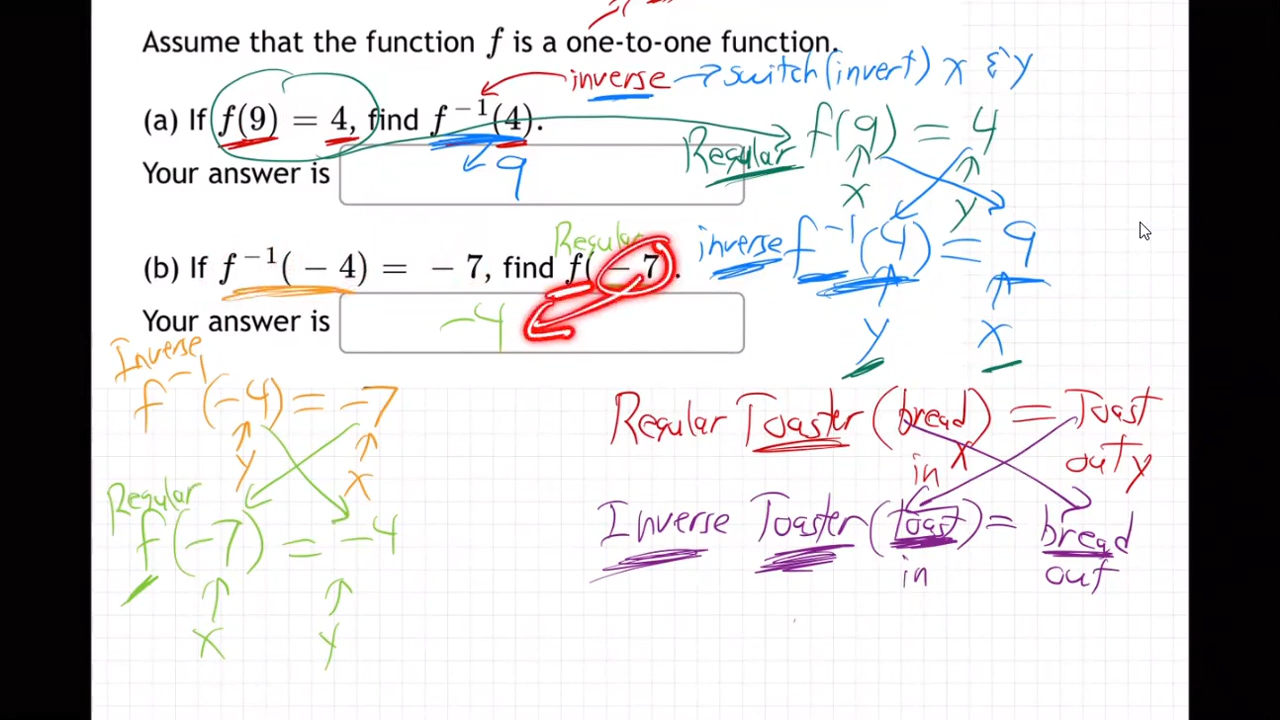 Assume that the function f is a one-to-one function.
inverse → switch (invert) x & y
(a) If f(9) = 4, find f⁻¹(4).
Your answer is 9
Regular f(9) = 4
x y
inverse f⁻¹(4) = 9
y x
Regular
(b) If f⁻¹( − 4) = − 7, find f( − 7).
Your answer is -4
Inverse
f⁻¹(-4) = -7
y x
Regular
f(-7) = -4
x y
Regular Toaster (bread) = Toast
in x out y
Inverse Toaster (toast) = bread
in out